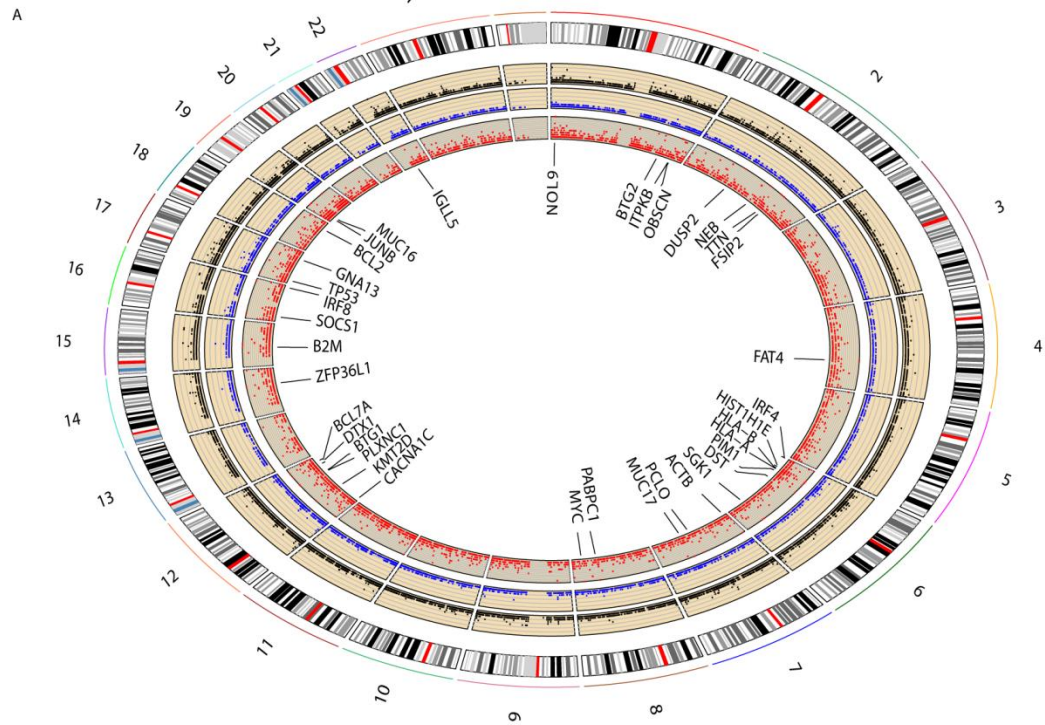 A
2
3
4
5
6
7
8
9
10
11
12
13
14
15
16
17
18
19
20
21
22
NOL9
BTG2
ITPKB
OBSCN
DUSP2
NEB
TTN
FSIP2
FAT4
IRF4
HIST1H1E
HLA-B
HLA-A
PIM1
DST
SGK1
ACTB
PCLO
MUC17
PABPC1
MYC
CACNA1C
KMT2D
PLXNC1
BTG1
DTX1
BCL7A
ZFP36L1
B2M
SOCS1
IRF8
TP53
GNA13
BCL2
JUNB
MUC16
IGLL5